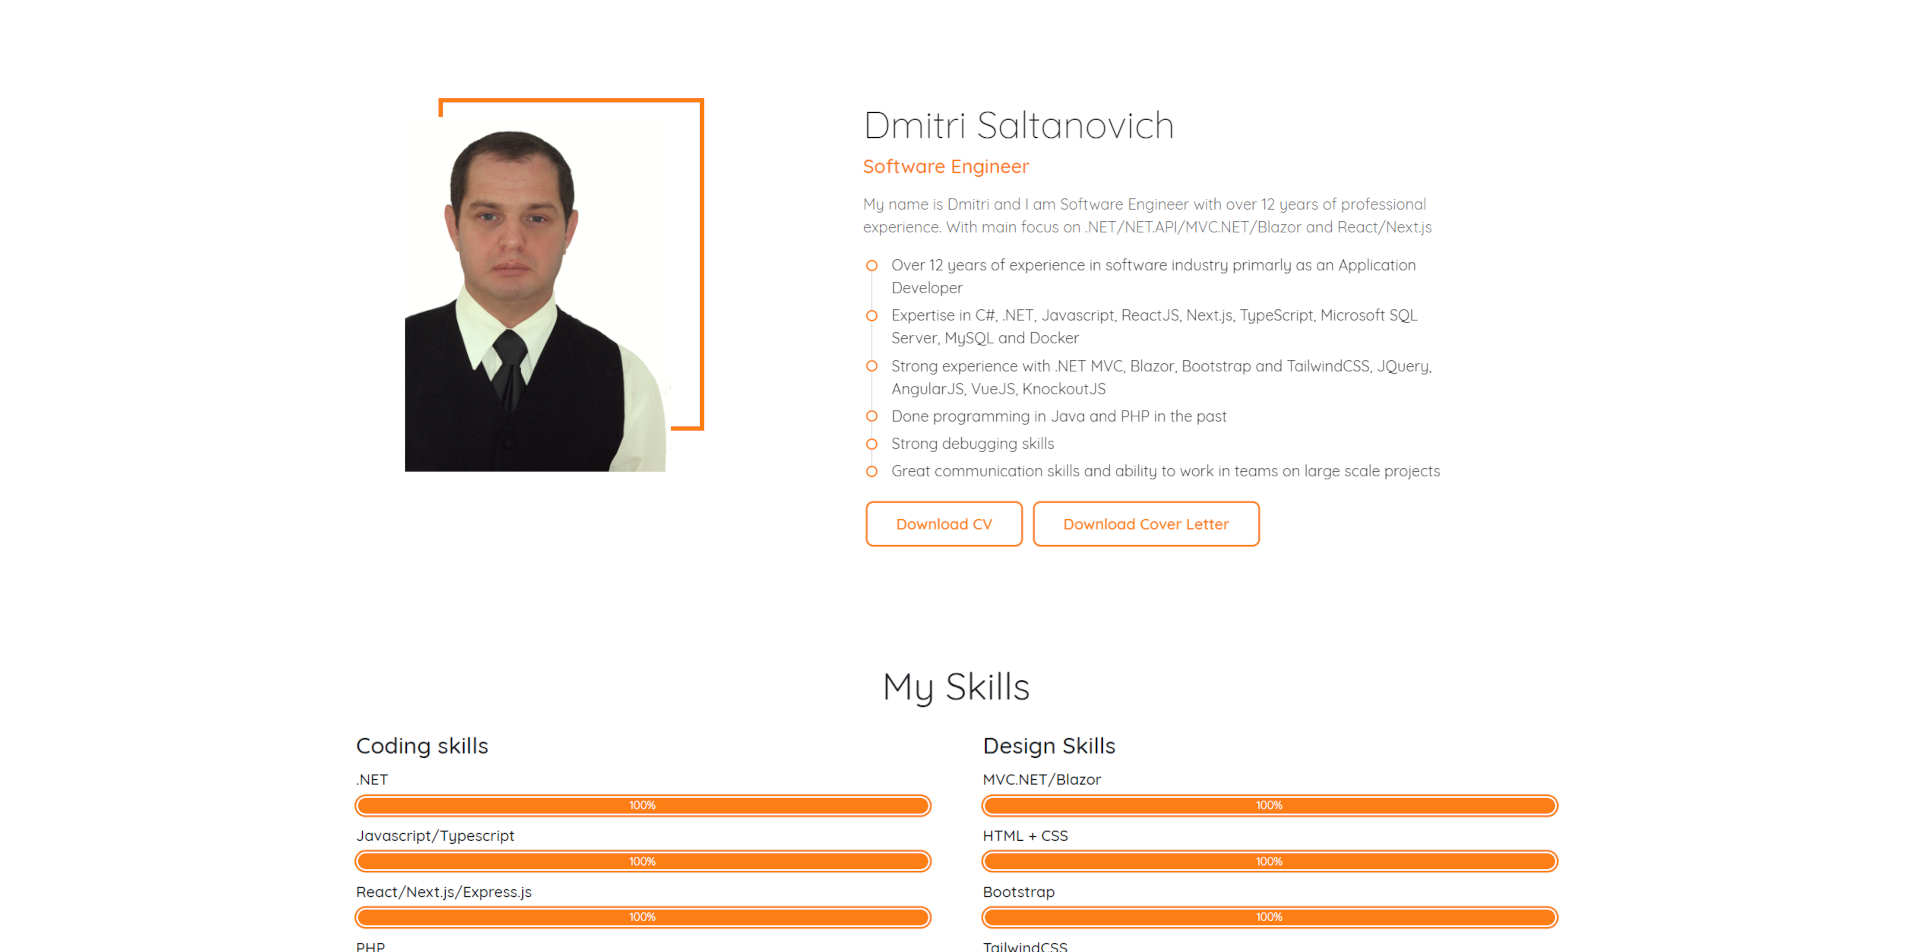 Dmitri Saltanovich
Software Engineer
My name is Dmitri and I am Software Engineer with over 12 years of professional
experience. With main focus on .NET/NET.API/MVC.NET/Blazor and React/Next.js
Over 12 years of experience in software industry primarly as an Application
Developer
Expertise in C#, .NET, Javascript, ReactJS, Next.js, TypeScript, Microsoft SQL
Server, MySQL and Docker
Strong experience with .NET MVC, Blazor, Bootstrap and TailwindCSS, JQuery,
AngularJS, VueJS, KnockoutJS
Done programming in Java and PHP in the past
Strong debugging skills
Great communication skills and ability to work in teams on large scale projects
Download CV
Download Cover Letter
My Skills
Coding skills
.NET
100%
Javascript/Typescript
100%
React/Next.js/Express.js
100%
PHP
Design Skills
MVC.NET/Blazor
100%
HTML + CSS
100%
Bootstrap
100%
TailwindCSS